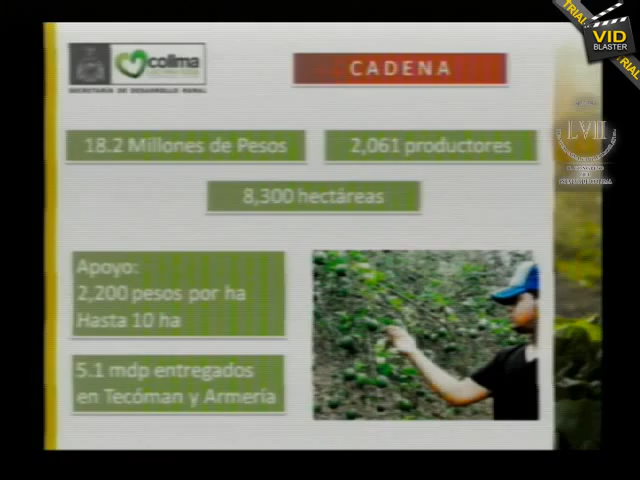 TRIAL
VID
BLASTER
TRIAL
colima
SECRETARÍA DE DESARROLLO RURAL
CADENA
LVII
18.2 Millones de Pesos
2,061 productores
8,300 hectáreas
Apoyo:
2,200 pesos por ha
Hasta 10 ha
5.1 mdp entregados
en Tecóman y Armería